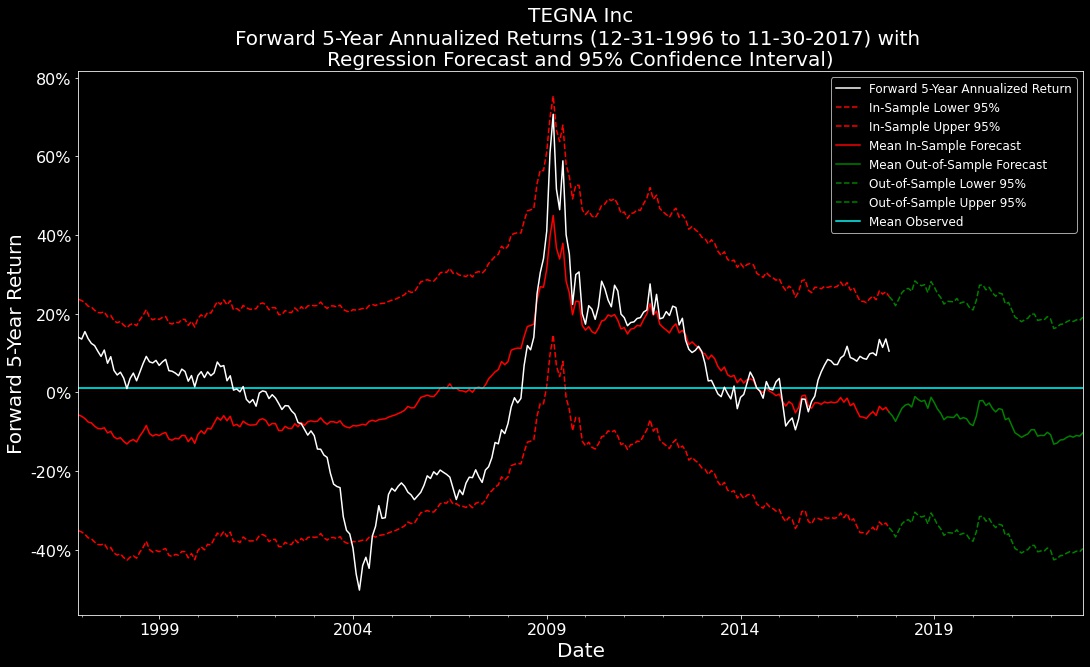 TEGNA Inc
Forward 5-Year Annualized Returns (12-31-1996 to 11-30-2017) with
Regression Forecast and 95% Confidence Interval)
80%
60%
40%
20%
0%
-20%
-40%
Forward 5-Year Return
Forward 5-Year Annualized Return
In-Sample Lower 95%
In-Sample Upper 95%
Mean In-Sample Forecast
Mean Out-of-Sample Forecast
Out-of-Sample Lower 95%
Out-of-Sample Upper 95%
Mean Observed
1999
2004
2009
2014
2019
Date